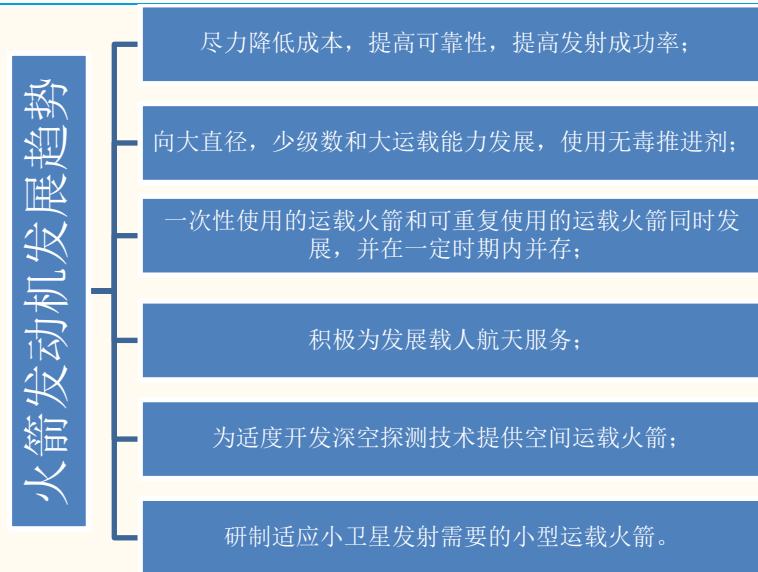 火箭发动机发展趋势
尽力降低成本，提高可靠性，提高发射成功率；
向大直径，少级数和大运载能力发展，使用无毒推进剂；
一次性使用的运载火箭和可重复使用的运载火箭同时发
展，并在一定时期内并存；
积极为发展载人航天服务；
为适度开发深空探测技术提供空间运载火箭；
研制适应小卫星发射需要的小型运载火箭。